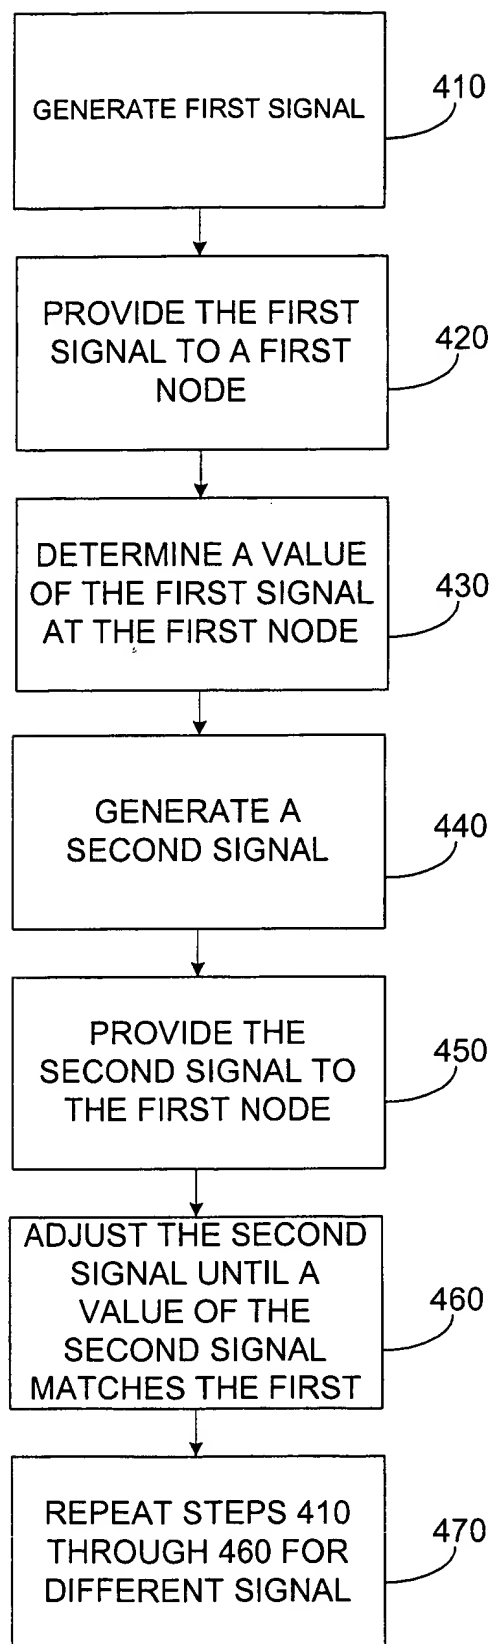 GENERATE FIRST SIGNAL
410
PROVIDE THE FIRST
SIGNAL TO A FIRST
NODE
420
DETERMINE A VALUE
OF THE FIRST SIGNAL
AT THE FIRST NODE
430
GENERATE A
SECOND SIGNAL
440
PROVIDE THE
SECOND SIGNAL TO
THE FIRST NODE
450
ADJUST THE SECOND
SIGNAL UNTIL A
VALUE OF THE
SECOND SIGNAL
MATCHES THE FIRST
460
REPEAT STEPS 410
THROUGH 460 FOR
DIFFERENT SIGNAL
470